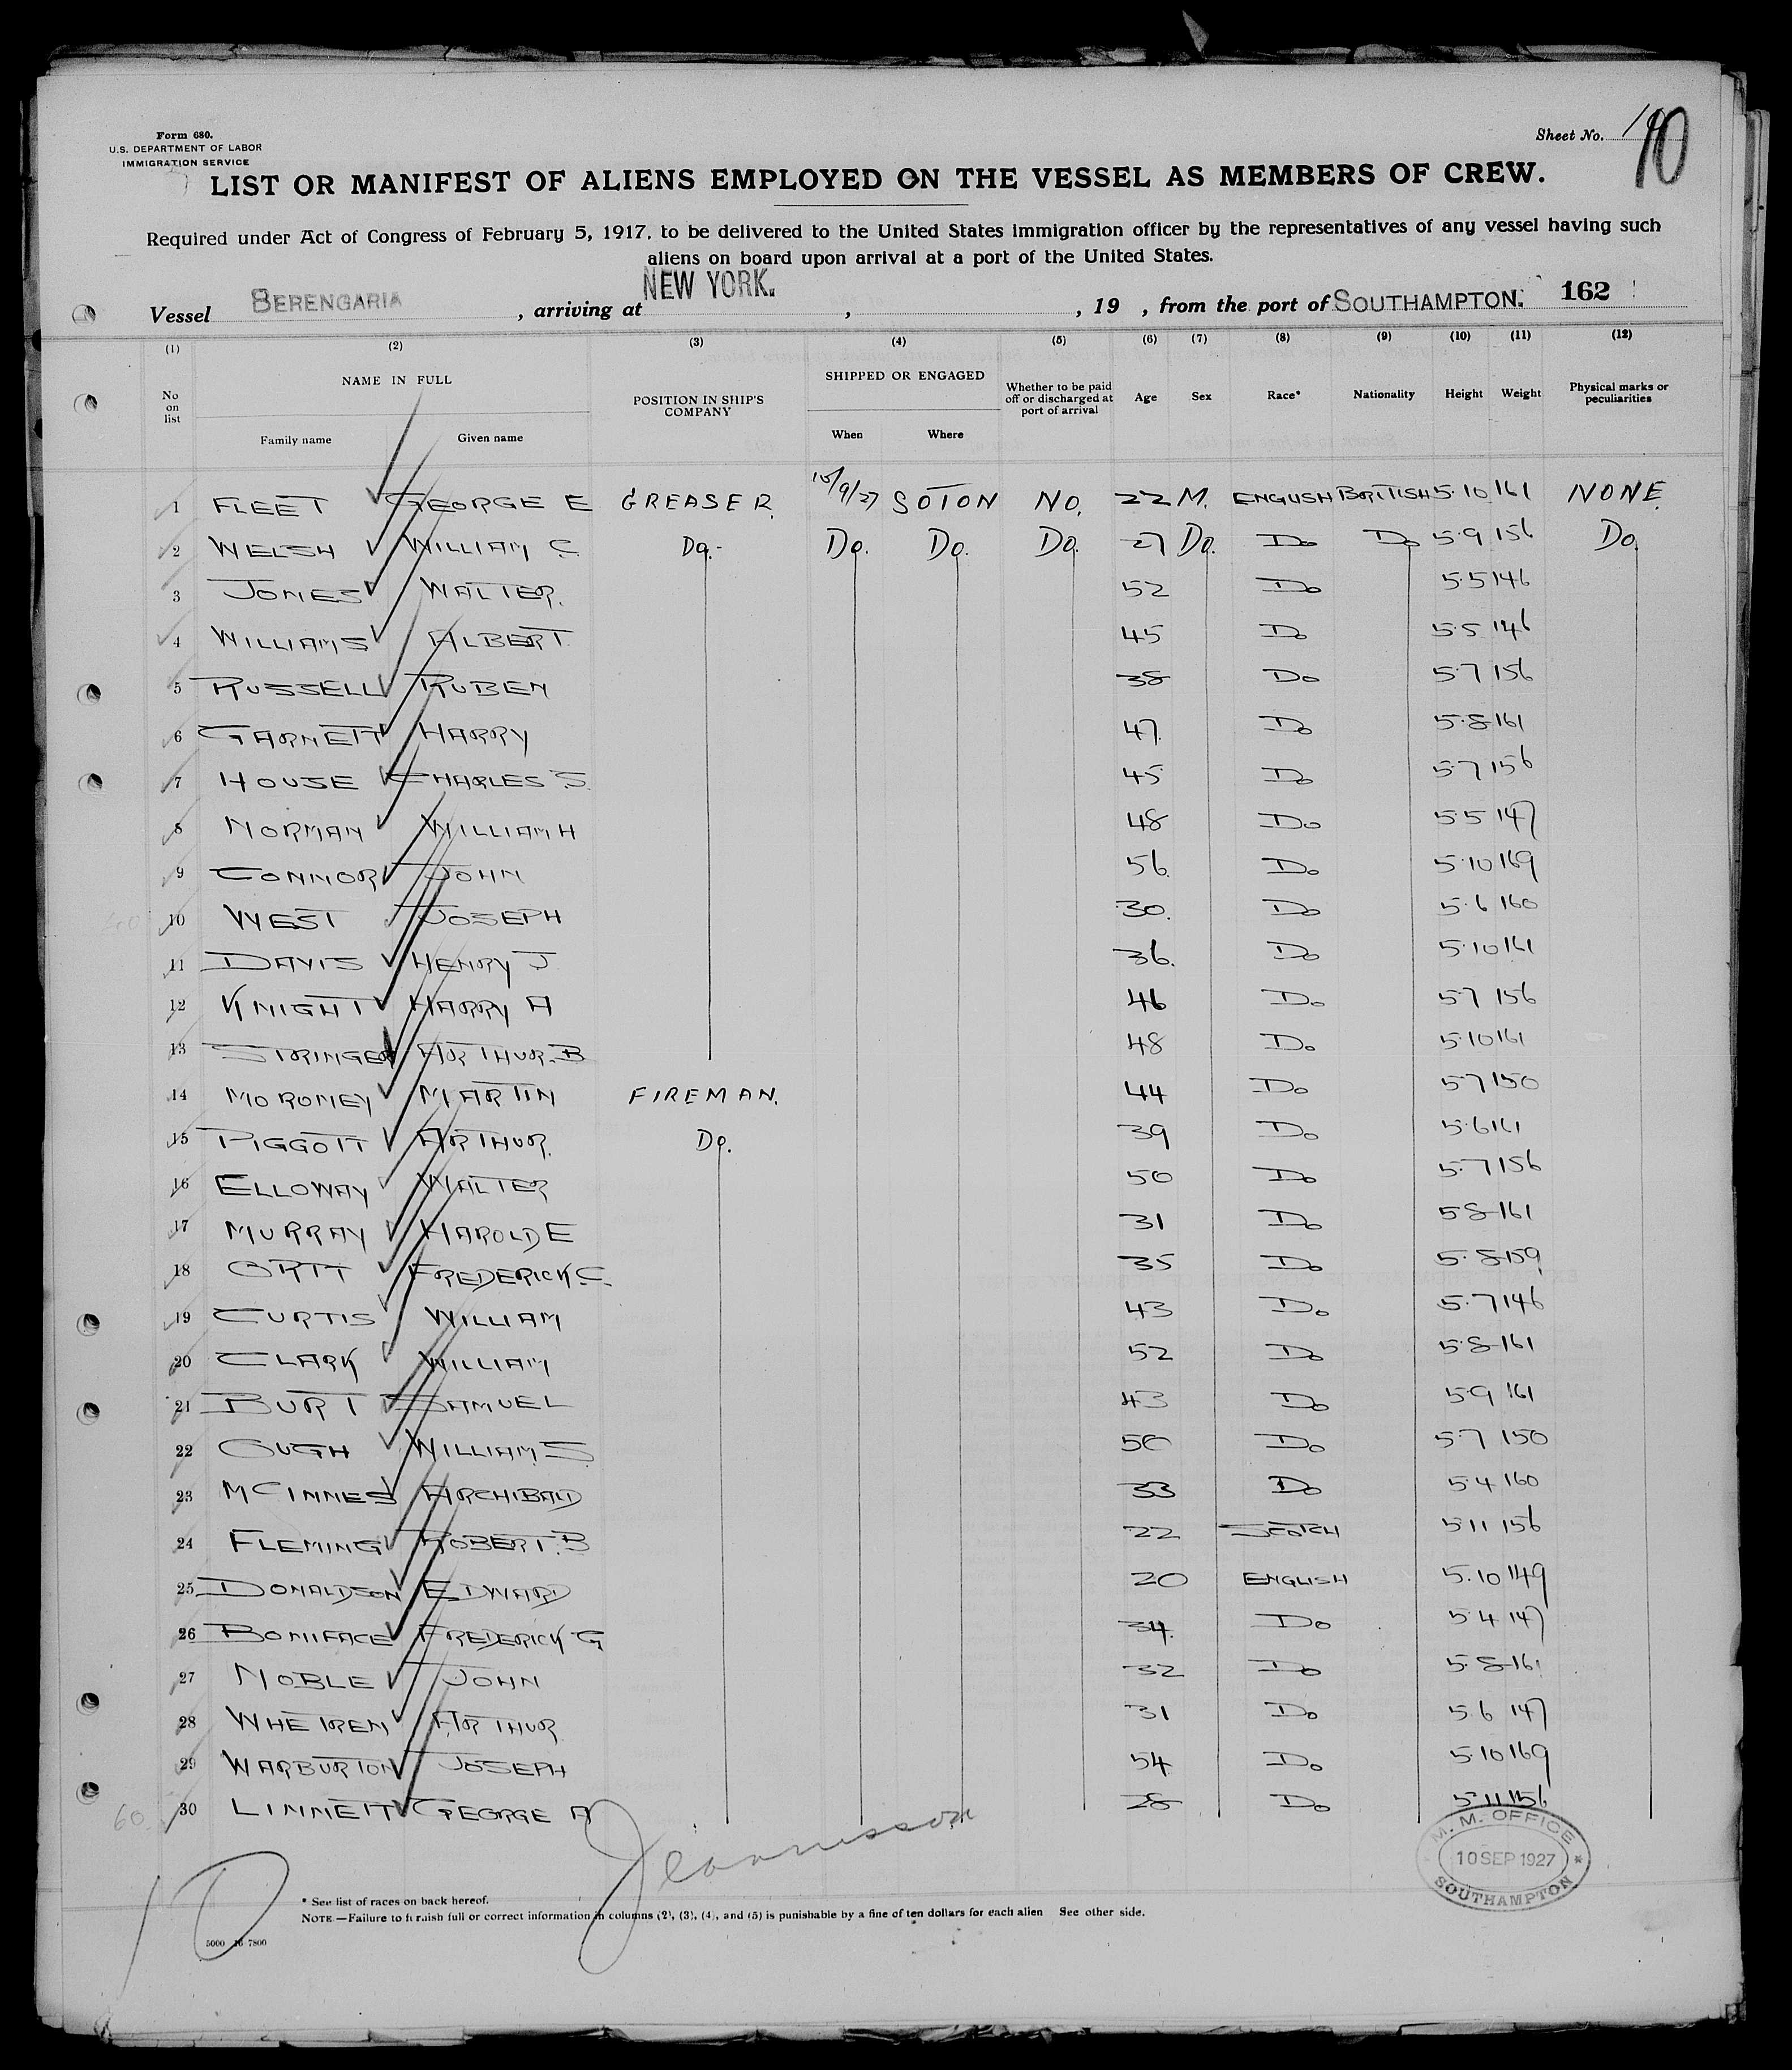 Form 680.
U.S. DEPARTMENT OF LABOR
IMMIGRATION SERVICE
Sheet No. 10
LIST OR MANIFEST OF ALIENS EMPLOYED ON THE VESSEL AS MEMBERS OF CREW.
Required under Act of Congress of February 5, 1917, to be delivered to the United States immigration officer by the representatives of any vessel having such
aliens on board upon arrival at a port of the United States.
Vessel BERENGARIA, arriving at NEW YORK. , , 19 , from the port of SOUTHAMPTON. 162
(1) (2) (3) (4) (5) (6) (7) (8) (9) (10) (11) (12)
No on list NAME IN FULL Family name Given name POSITION IN SHIP'S COMPANY SHIPPED OR ENGAGED When Where Whether to be paid off or discharged at port of arrival Age Sex Race* Nationality Height Weight Physical marks or peculiarities
1 FLEET GEORGE E GREASER. 10/9/27 SOTON NO. 22 M. ENGLISH BRITISH 5.10 161 NONE.
2 WELSH WILLIAM C Do.- Do. Do. Do. 27 Do. Do Do 5.9 156 Do.
3 JONES WALTER. 52 Do 5.5 146
4 WILLIAMS ALBERT. 45 Do 5.5 146
5 RUSSELL RUBEN 38 Do 5.7 156
6 GARNETT HARRY 47. Do 5.8 161
7 HOUSE CHARLES S. 45 Do 5.7 156
8 NORMAN WILLIAM H 48 Do 5.5 147
9 CONNOR JOHN 56. Do 5.10 169
10 WEST JOSEPH 30. Do 5.6 160
11 DAVIS HENRY J 36. Do 5.10 161
12 KNIGHT HARRY A 46 Do 5.7 156
13 STRINGER ARTHUR. B 48 Do 5.10 161
14 MORONEY MARTIN FIREMAN. 44 Do 5.7 150
15 PIGGOTT ARTHUR. Do. 39 Do 5.6 161
16 ELLOWAY WALTER 50 Do 5.7 156
17 MURRAY HAROLD E 31 Do 5.8 161
18 ORTT FREDERICK. C. 35 Do 5.8 159
19 CURTIS WILLIAM 43 Do 5.7 146
20 CLARK WILLIAM 52 Do 5.8 161
21 BURT SAMUEL 43 Do 5.9 161
22 GUGH WILLIAM S. 50 Do 5.7 150
23 MCINNES ARCHIBALD 33 Do 5.4 160
24 FLEMING ROBERT. B 22 SCOTCH 5.11 156
25 DONALDSON EDWARD 20 ENGLISH 5.10 149
26 BONIFACE FREDERICK G 34. Do 5.4 147
27 NOBLE JOHN 32 Do 5.8 161
28 WHETREN ARTHUR 31 Do 5.6 147
29 WARBURTON JOSEPH 54 Do 5.10 169
30 LINNETT GEORGE A 28 Do 5.11 156
60
M. M. OFFICE
10 SEP 1927
SOUTHAMPTON
10
* See list of races on back hereof.
NOTE.—Failure to furnish full or correct information in columns (2), (3), (4), and (5) is punishable by a fine of ten dollars for each alien See other side.